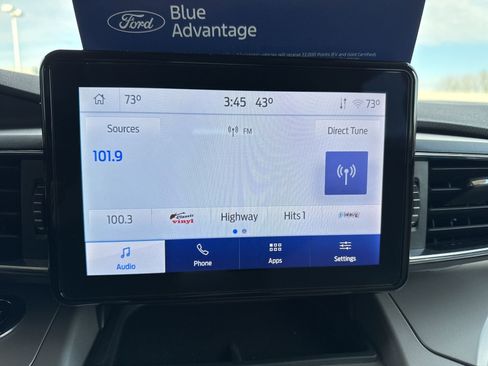 Ford
Blue
Advantage
73° 3:45 43° 73°
Sources FM Direct Tune
101.9
100.3 Classic vinyl Highway Hits 1
Audio Phone Apps Settings